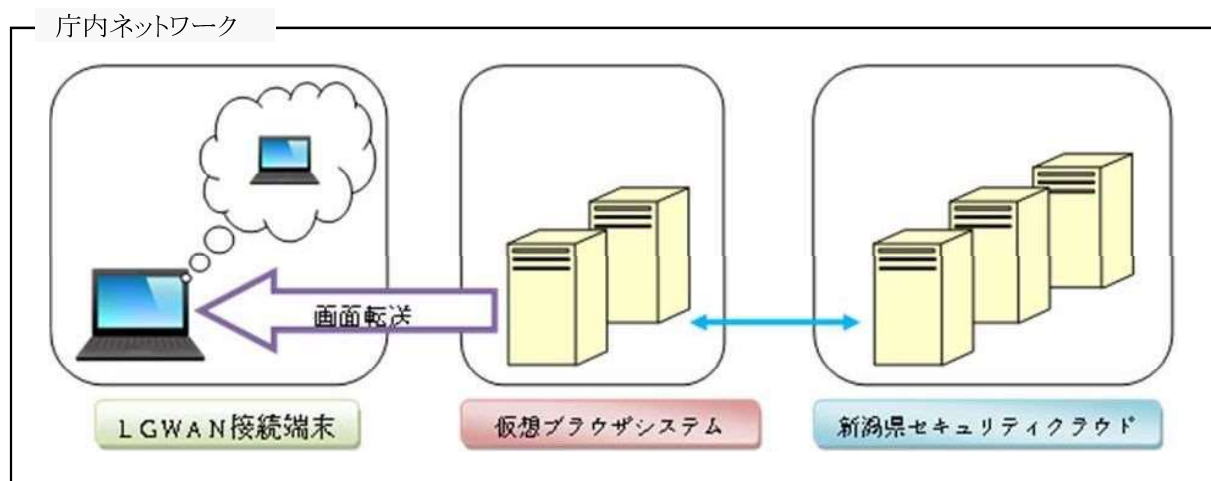 庁内ネットワーク
画面転送
LGWAN接続端末
仮想ブラウザシステム
新潟県セキュリティクラウド